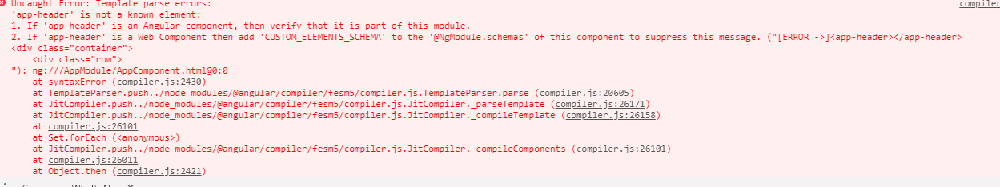 Uncaught Error: Template parse errors:
compiler
'app-header' is not a known element:
1. If 'app-header' is an Angular component, then verify that it is part of this module.
2. If 'app-header' is a Web Component then add 'CUSTOM_ELEMENTS_SCHEMA' to the '@NgModule.schemas' of this component to suppress this message. ("[ERROR ->]<app-header></app-header>
<div class="container">
    <div class="row">
"): ng:///AppModule/AppComponent.html@0:0
    at syntaxError (compiler.js:2430)
    at TemplateParser.push../node_modules/@angular/compiler/fesm5/compiler.js.TemplateParser.parse (compiler.js:20605)
    at JitCompiler.push../node_modules/@angular/compiler/fesm5/compiler.js.JitCompiler._parseTemplate (compiler.js:26171)
    at JitCompiler.push../node_modules/@angular/compiler/fesm5/compiler.js.JitCompiler._compileTemplate (compiler.js:26158)
    at compiler.js:26101
    at Set.forEach (<anonymous>)
    at JitCompiler.push../node_modules/@angular/compiler/fesm5/compiler.js.JitCompiler._compileComponents (compiler.js:26101)
    at compiler.js:26011
    at Object.then (compiler.js:2421)